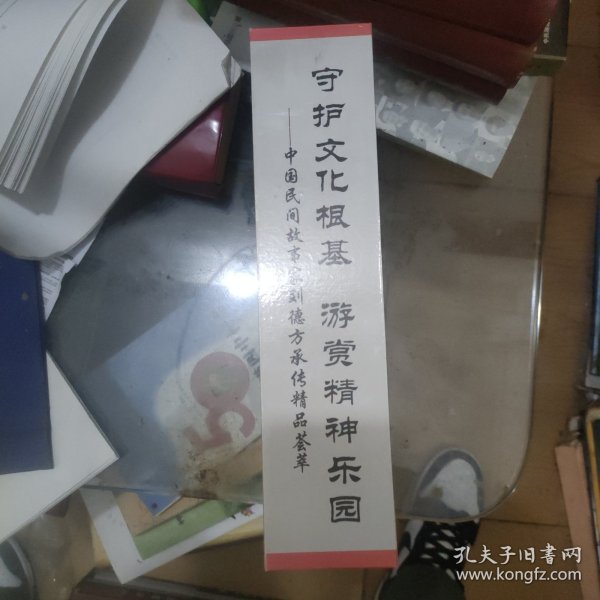 守护文化根基 游赏精神乐园
——中国民间故事家刘德方承传精品荟萃
孔夫子旧书网
www.kongfz.com